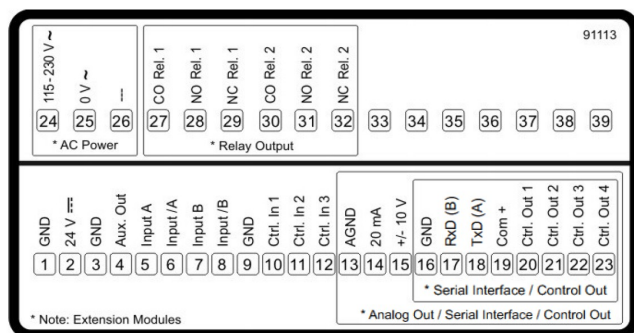 91113
115-230 V ~
0 V ~
---
CO Rel. 1
NO Rel. 1
NC Rel. 1
CO Rel. 2
NO Rel. 2
NC Rel. 2
24 25 26 27 28 29 30 31 32 33 34 35 36 37 38 39
* AC Power
* Relay Output
GND
24 V ⎓
GND
Aux. Out
Input A
Input /A
Input B
Input /B
GND
Ctrl. In 1
Ctrl. In 2
Ctrl. In 3
AGND
20 mA
+/- 10 V
GND
RxD (B)
TxD (A)
Com +
Ctrl. Out 1
Ctrl. Out 2
Ctrl. Out 3
Ctrl. Out 4
1 2 3 4 5 6 7 8 9 10 11 12 13 14 15 16 17 18 19 20 21 22 23
* Serial Interface / Control Out
* Note: Extension Modules
* Analog Out / Serial Interface / Control Out